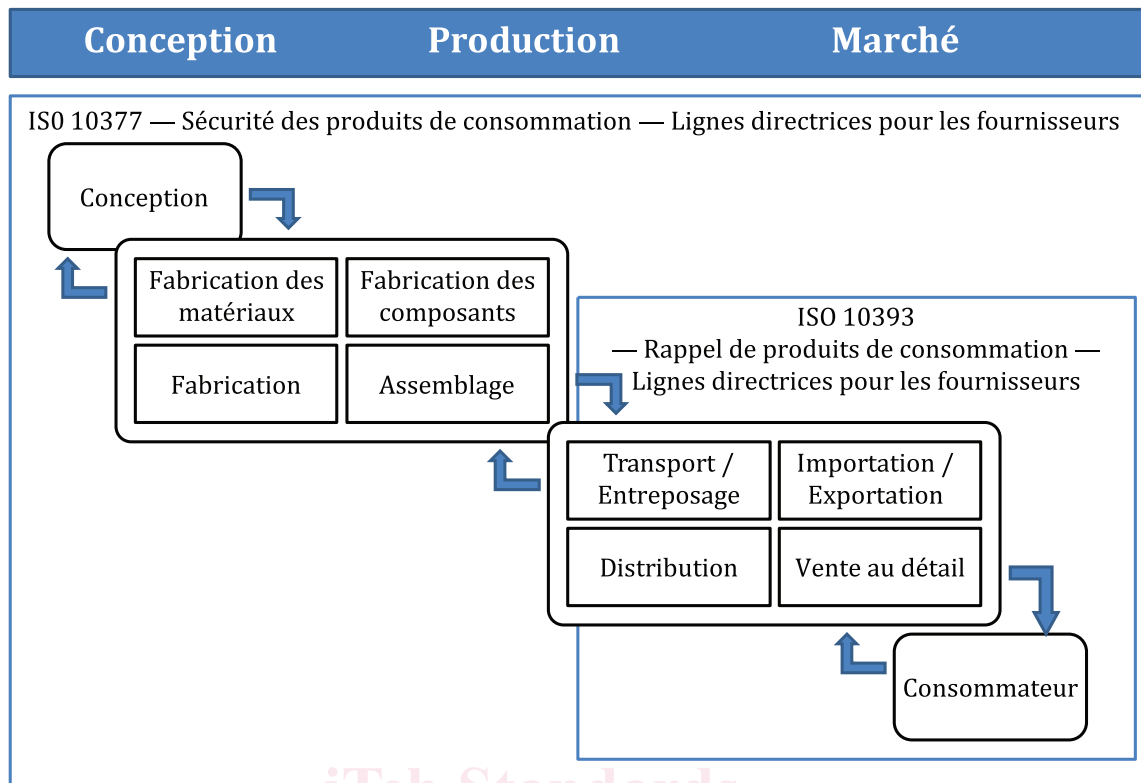 Conception Production Marché
IS0 10377 — Sécurité des produits de consommation — Lignes directrices pour les fournisseurs
Conception
Fabrication des
matériaux
Fabrication des
composants
Fabrication
Assemblage
ISO 10393
— Rappel de produits de consommation —
Lignes directrices pour les fournisseurs
Transport /
Entreposage
Importation /
Exportation
Distribution
Vente au détail
Consommateur
iTeh Standards